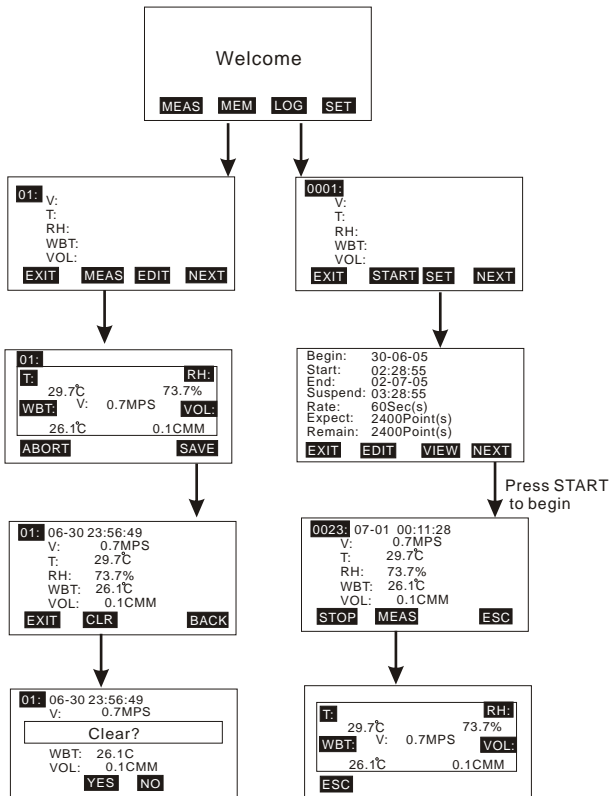 Welcome
MEAS MEM LOG SET
01:
V:
T:
RH:
WBT:
VOL:
EXIT MEAS EDIT NEXT
0001:
V:
T:
RH:
WBT:
VOL:
EXIT START SET NEXT
01:
T: RH:
29.7°C 73.7%
WBT: V: 0.7MPS VOL:
26.1°C 0.1CMM
ABORT SAVE
Begin: 30-06-05
Start: 02:28:55
End: 02-07-05
Suspend: 03:28:55
Rate: 60Sec(s)
Expect: 2400Point(s)
Remain: 2400Point(s)
EXIT EDIT VIEW NEXT
Press START
to begin
01: 06-30 23:56:49
V: 0.7MPS
T: 29.7°C
RH: 73.7%
WBT: 26.1°C
VOL: 0.1CMM
EXIT CLR BACK
0023: 07-01 00:11:28
V: 0.7MPS
T: 29.7°C
RH: 73.7%
WBT: 26.1°C
VOL: 0.1CMM
STOP MEAS ESC
01: 06-30 23:56:49
V: 0.7MPS
Clear?
WBT: 26.1C
VOL: 0.1CMM
YES NO
T: RH:
29.7°C 73.7%
WBT: V: 0.7MPS VOL:
26.1°C 0.1CMM
ESC